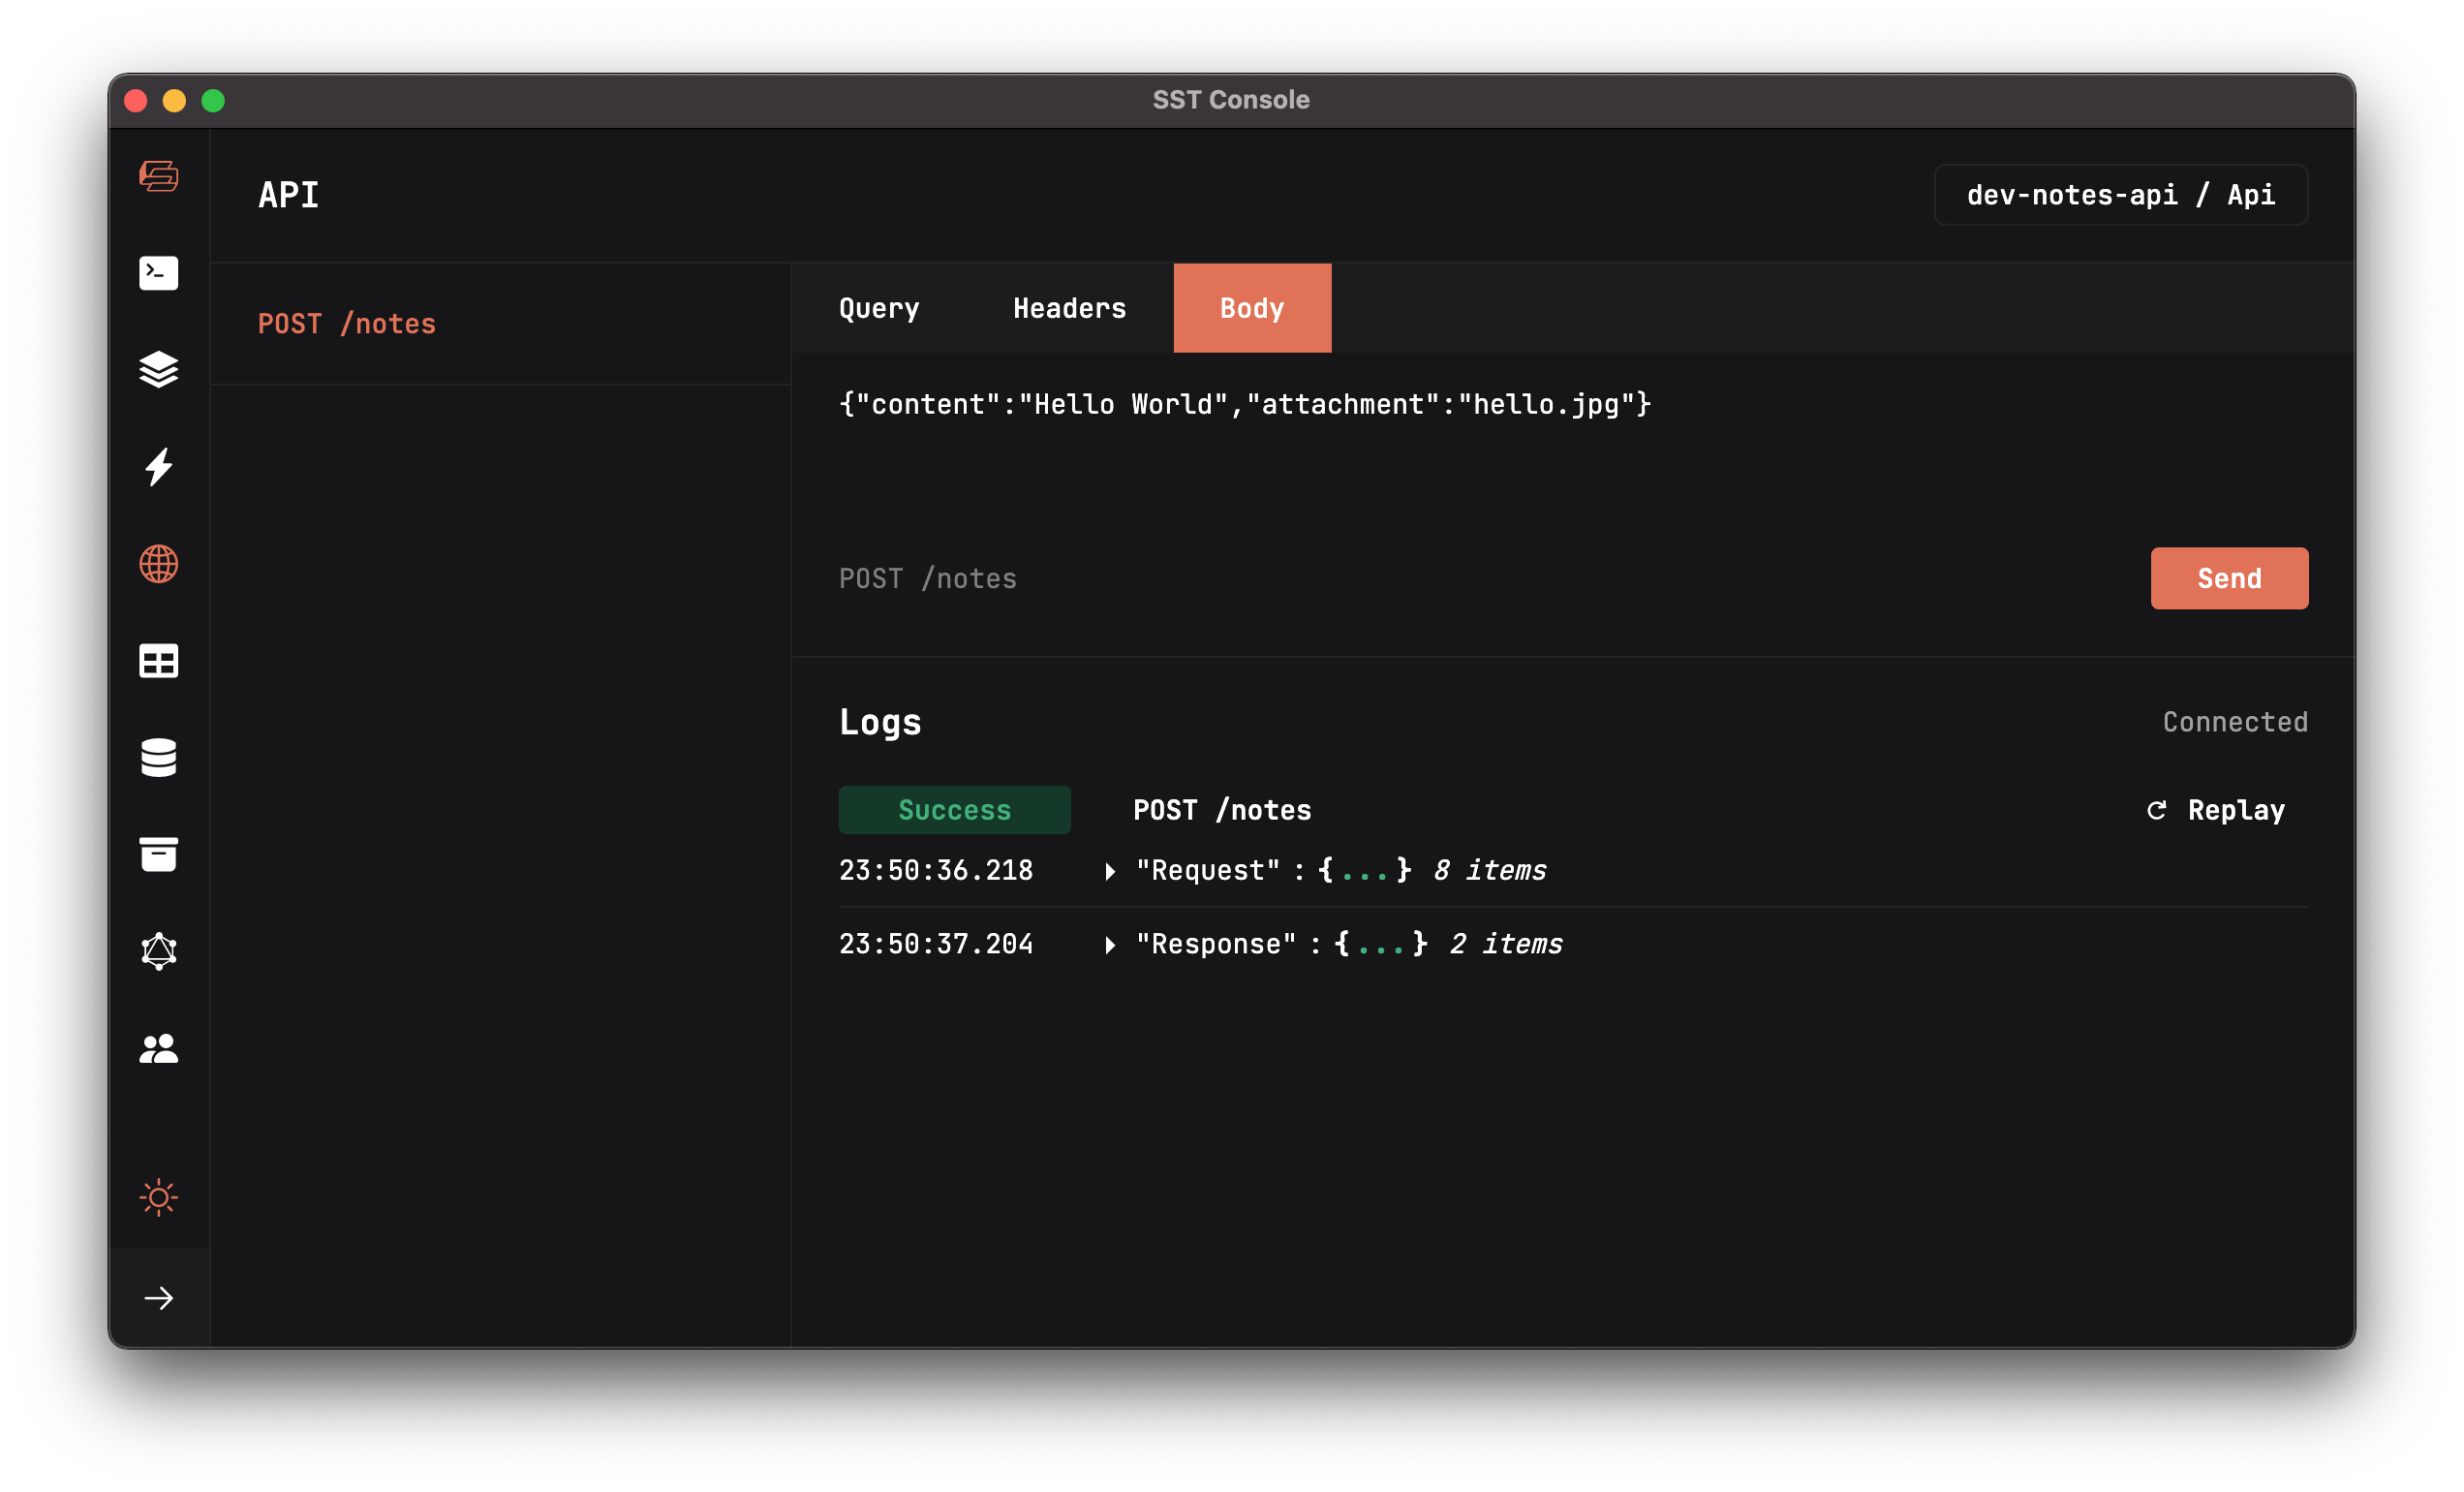 SST Console
API
dev-notes-api / Api
POST /notes
Query Headers Body
{"content":"Hello World","attachment":"hello.jpg"}
POST /notes
Send
Logs
Connected
Success POST /notes Replay
23:50:36.218 "Request" : {...} 8 items
23:50:37.204 "Response" : {...} 2 items